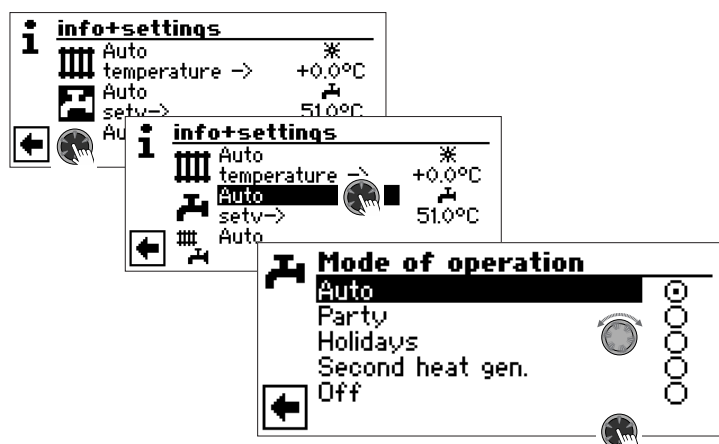 info+settings
Auto
temperature -> +0.0°C
Auto
setv-> 51.0°C
Au
info+settings
Auto
temperature -> +0.0°C
Auto
setv-> 51.0°C
Auto
Mode of operation
Auto
Party
Holidays
Second heat gen.
Off